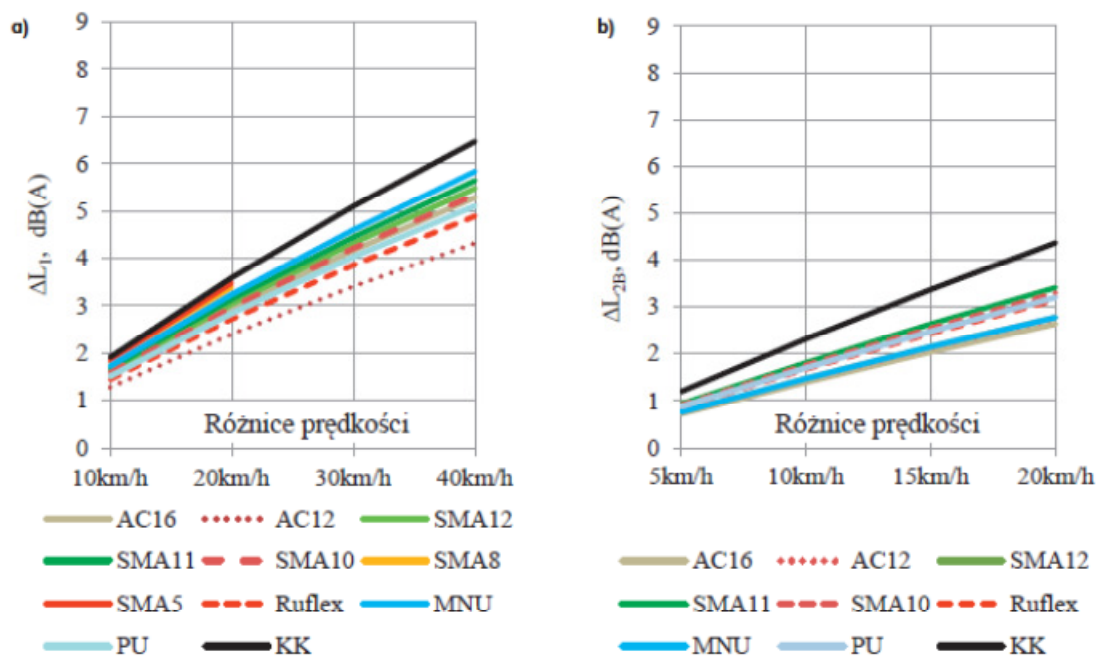 a)
ΔL₁, dB(A)
9
8
7
6
5
4
3
2
1
0
Różnice prędkości
10km/h 20km/h 30km/h 40km/h
AC16 AC12 SMA12
SMA11 SMA10 SMA8
SMA5 Ruflex MNU
PU KK
b)
ΔL₂B, dB(A)
9
8
7
6
5
4
3
2
1
0
Różnice prędkości
5km/h 10km/h 15km/h 20km/h
AC16 AC12 SMA12
SMA11 SMA10 Ruflex
MNU PU KK